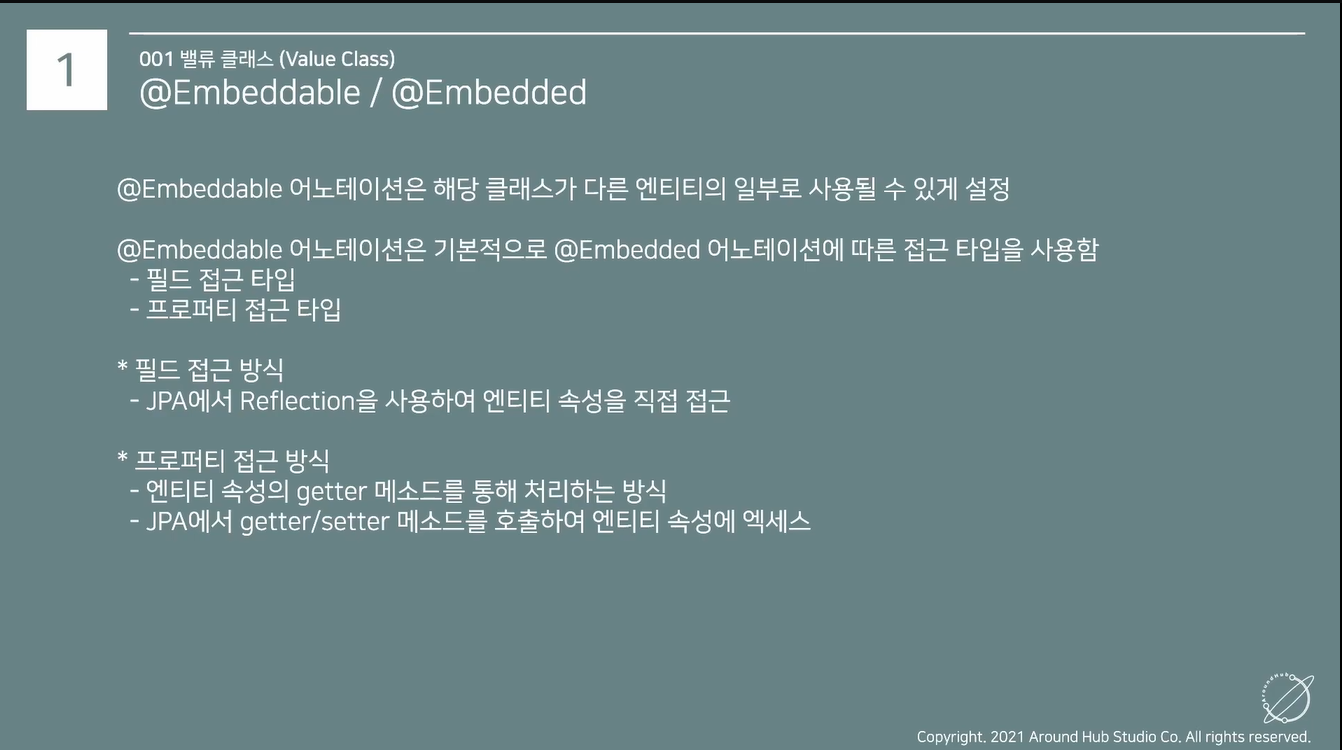 1
001 밸류 클래스 (Value Class)
@Embeddable / @Embedded
@Embeddable 어노테이션은 해당 클래스가 다른 엔티티의 일부로 사용될 수 있게 설정
@Embeddable 어노테이션은 기본적으로 @Embedded 어노테이션에 따른 접근 타입을 사용함
- 필드 접근 타입
- 프로퍼티 접근 타입
* 필드 접근 방식
- JPA에서 Reflection을 사용하여 엔티티 속성을 직접 접근
* 프로퍼티 접근 방식
- 엔티티 속성의 getter 메소드를 통해 처리하는 방식
- JPA에서 getter/setter 메소드를 호출하여 엔티티 속성에 엑세스
AroundHub
Copyright. 2021 Around Hub Studio Co. All rights reserved.